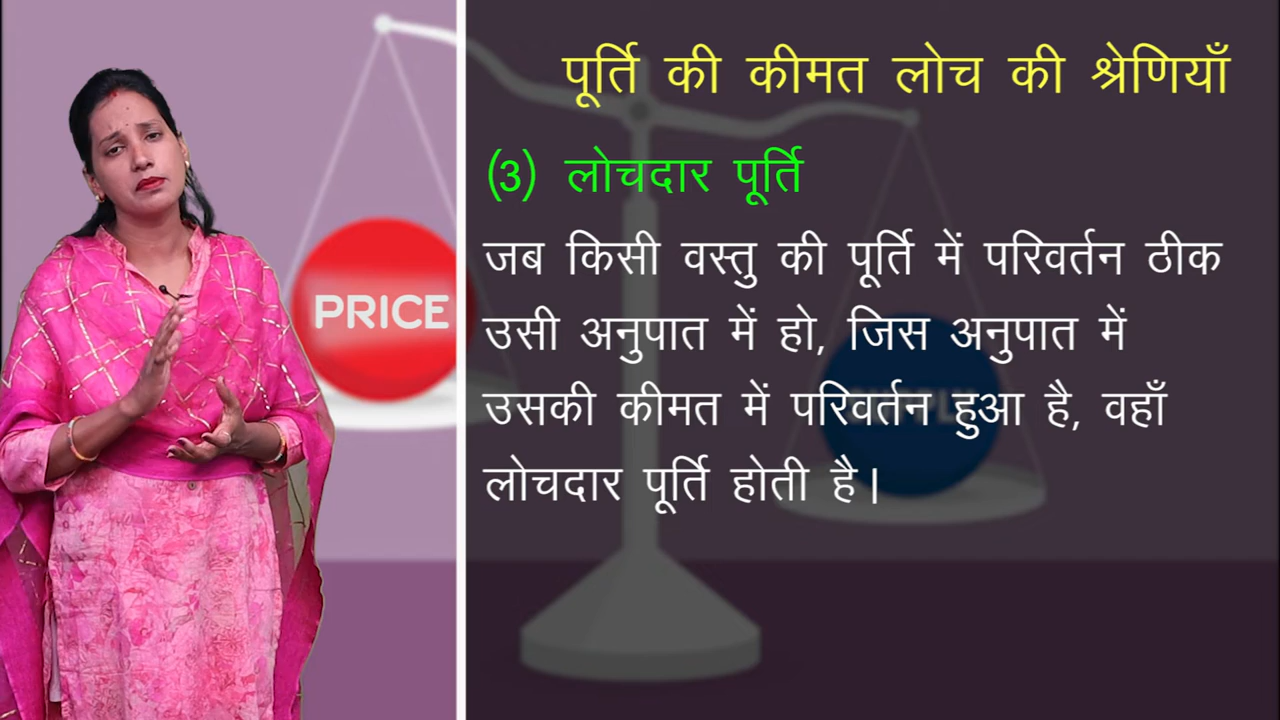 पूर्ति की कीमत लोच की श्रेणियाँ
(3) लोचदार पूर्ति
जब किसी वस्तु की पूर्ति में परिवर्तन ठीक
उसी अनुपात में हो, जिस अनुपात में
उसकी कीमत में परिवर्तन हुआ है, वहाँ
लोचदार पूर्ति होती है।
PRICE